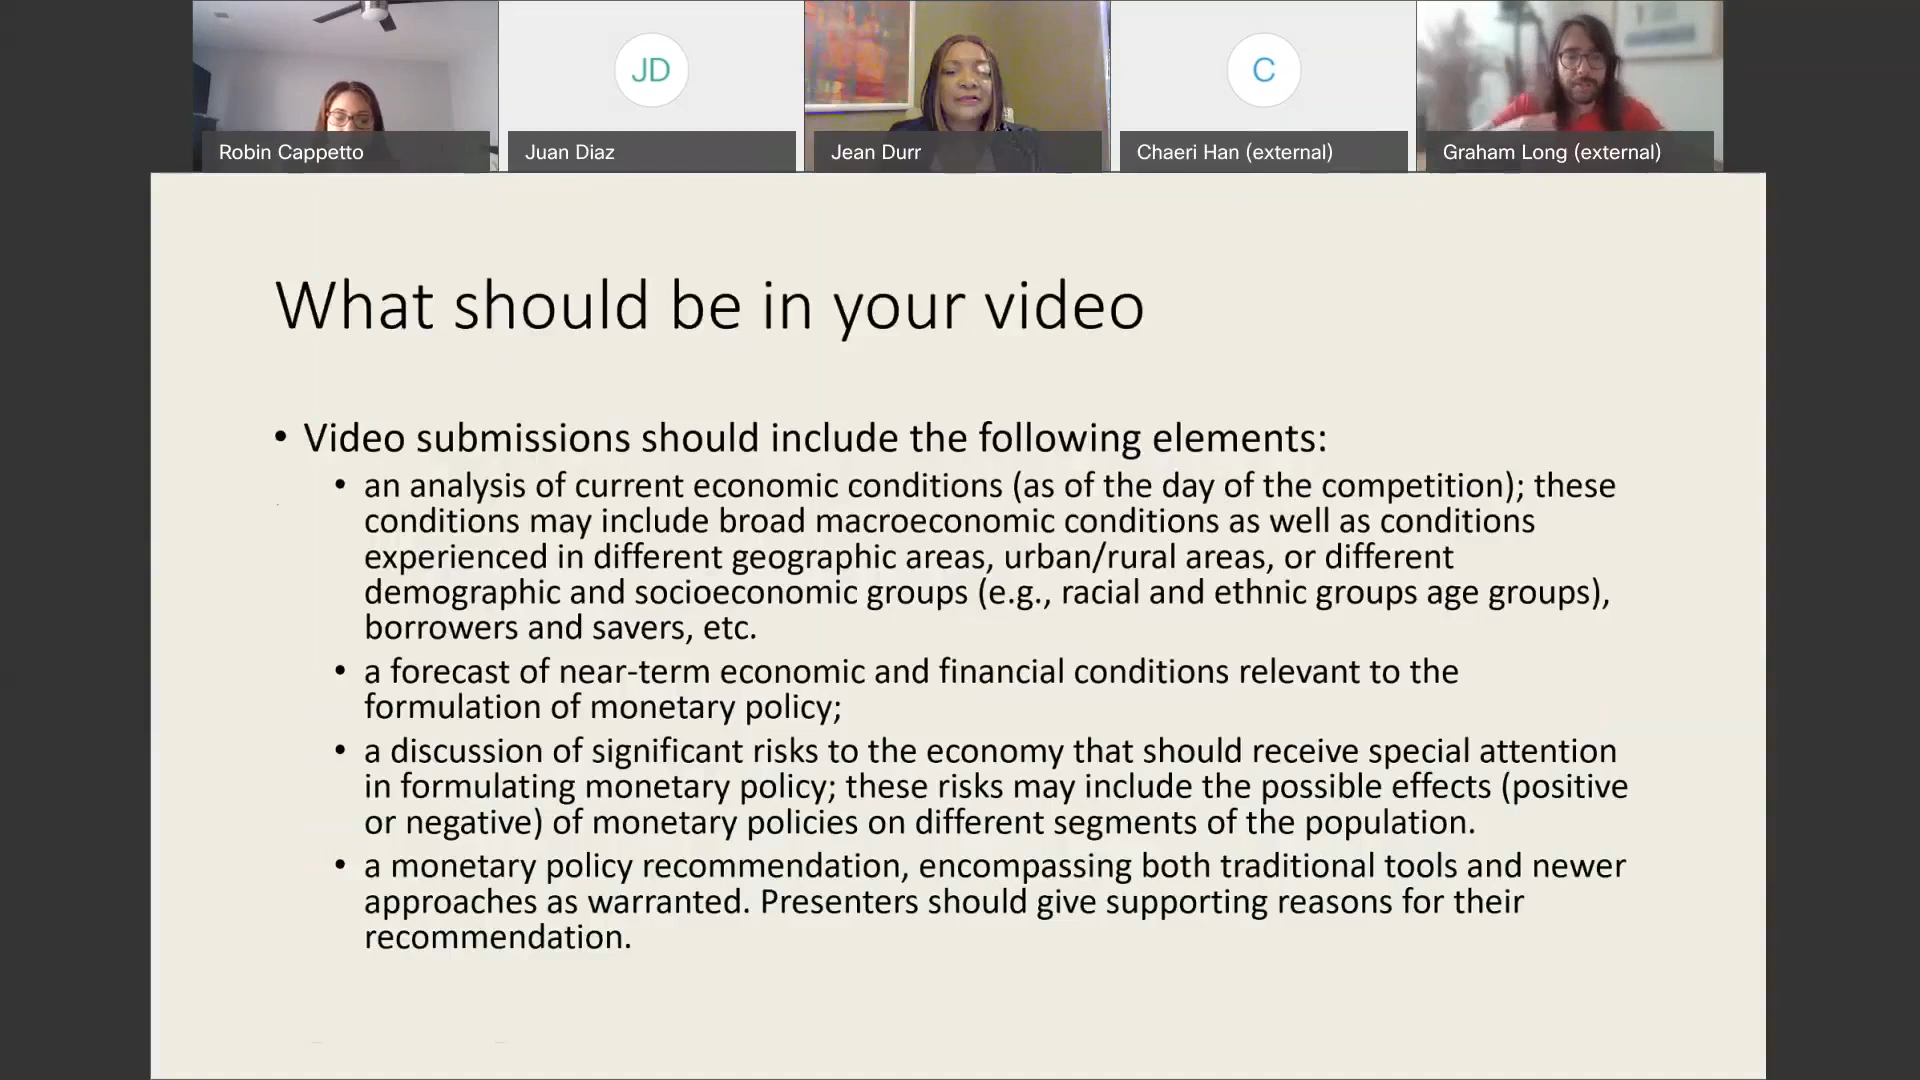 JD
C
Robin Cappetto
Juan Diaz
Jean Durr
Chaeri Han (external)
Graham Long (external)
What should be in your video
• Video submissions should include the following elements:
• an analysis of current economic conditions (as of the day of the competition); these
conditions may include broad macroeconomic conditions as well as conditions
experienced in different geographic areas, urban/rural areas, or different
demographic and socioeconomic groups (e.g., racial and ethnic groups age groups),
borrowers and savers, etc.
• a forecast of near-term economic and financial conditions relevant to the
formulation of monetary policy;
• a discussion of significant risks to the economy that should receive special attention
in formulating monetary policy; these risks may include the possible effects (positive
or negative) of monetary policies on different segments of the population.
• a monetary policy recommendation, encompassing both traditional tools and newer
approaches as warranted. Presenters should give supporting reasons for their
recommendation.